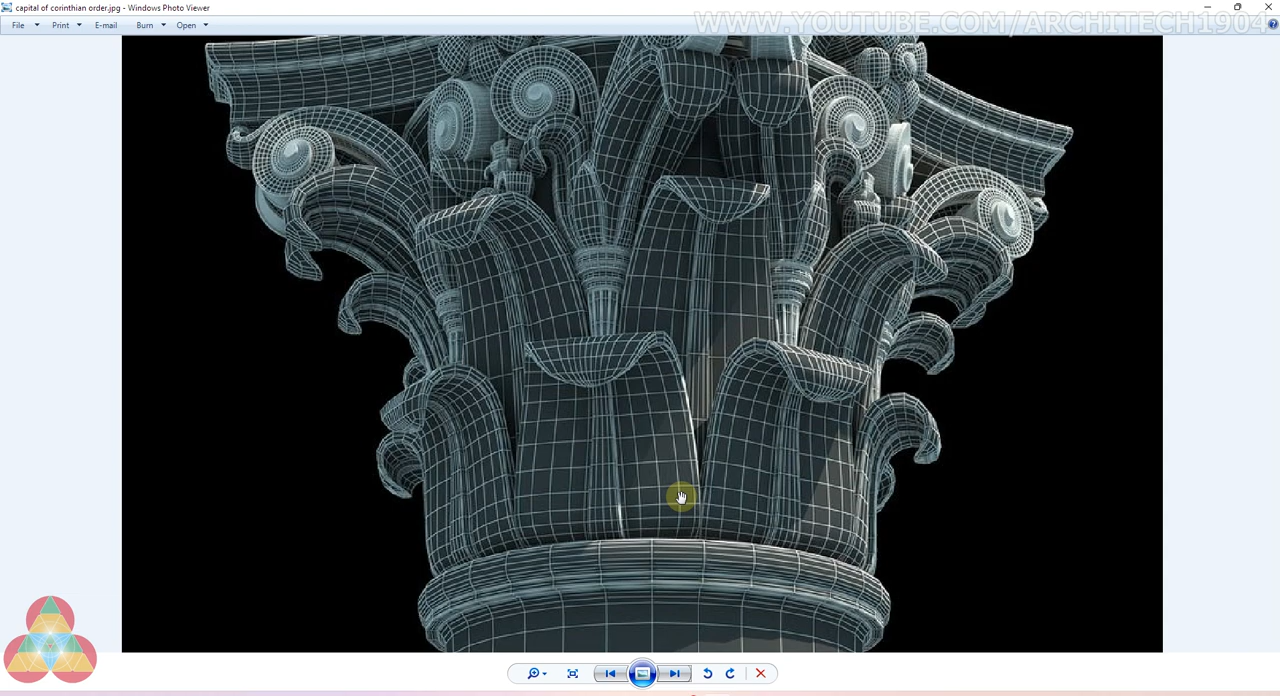 capital of corinthian order.jpg - Windows Photo Viewer
WWW.YOUTUBE.COM/ARCHITECH1904
File Print E-mail Burn Open